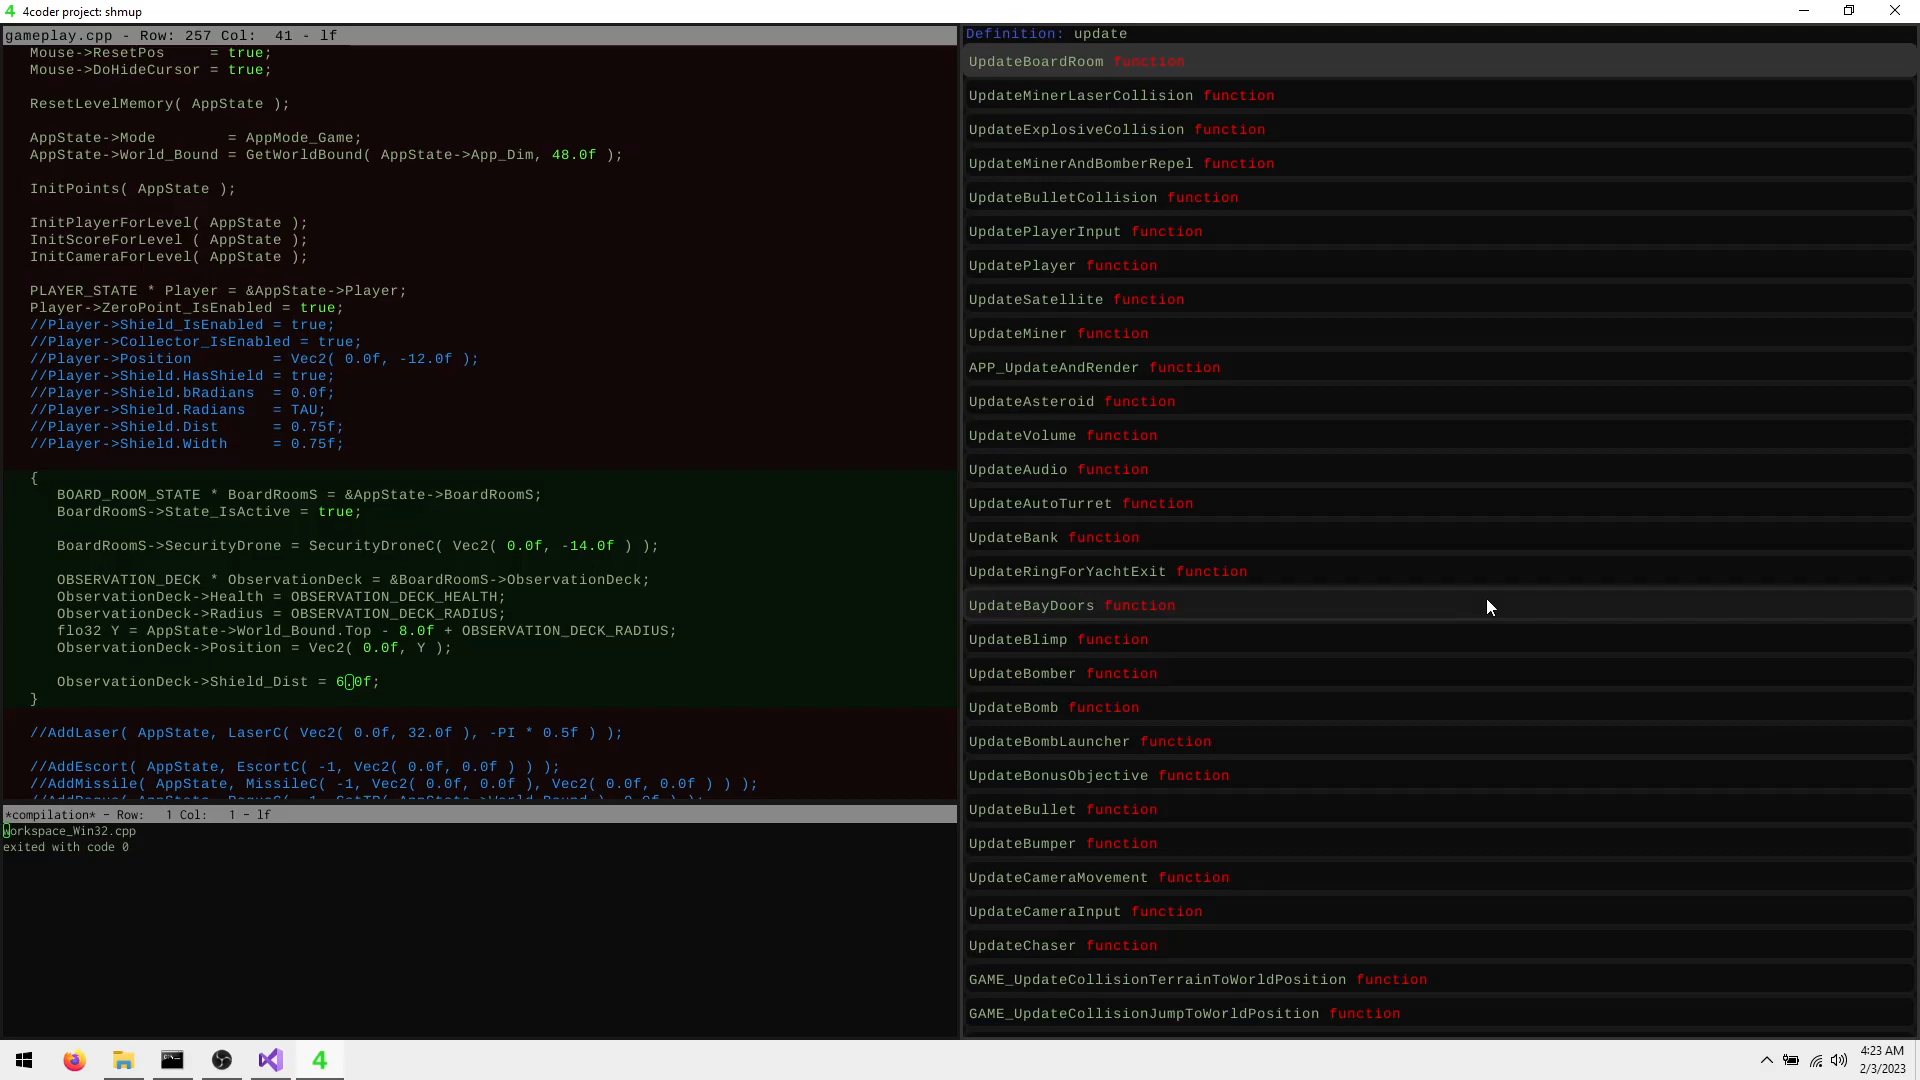 4 4coder project: shmup
gameplay.cpp - Row: 257 Col:  41 - lf
Mouse->ResetPos     = true;
Mouse->DoHideCursor = true;
ResetLevelMemory( AppState );
AppState->Mode        = AppMode_Game;
AppState->World_Bound = GetWorldBound( AppState->App_Dim, 48.0f );
InitPoints( AppState );
InitPlayerForLevel( AppState );
InitScoreForLevel ( AppState );
InitCameraForLevel( AppState );
PLAYER_STATE * Player = &AppState->Player;
Player->ZeroPoint_IsEnabled = true;
//Player->Shield_IsEnabled = true;
//Player->Collector_IsEnabled = true;
//Player->Position         = Vec2( 0.0f, -12.0f );
//Player->Shield.HasShield = true;
//Player->Shield.bRadians  = 0.0f;
//Player->Shield.Radians   = TAU;
//Player->Shield.Dist      = 0.75f;
//Player->Shield.Width     = 0.75f;
{
BOARD_ROOM_STATE * BoardRoomS = &AppState->BoardRoomS;
BoardRoomS->State_IsActive = true;
BoardRoomS->SecurityDrone = SecurityDroneC( Vec2( 0.0f, -14.0f ) );
OBSERVATION_DECK * ObservationDeck = &BoardRoomS->ObservationDeck;
ObservationDeck->Health = OBSERVATION_DECK_HEALTH;
ObservationDeck->Radius = OBSERVATION_DECK_RADIUS;
flo32 Y = AppState->World_Bound.Top - 8.0f + OBSERVATION_DECK_RADIUS;
ObservationDeck->Position = Vec2( 0.0f, Y );
ObservationDeck->Shield_Dist = 6.0f;
}
//AddLaser( AppState, LaserC( Vec2( 0.0f, 32.0f ), -PI * 0.5f ) );
//AddEscort( AppState, EscortC( -1, Vec2( 0.0f, 0.0f ) ) );
//AddMissile( AppState, MissileC( -1, Vec2( 0.0f, 0.0f ), Vec2( 0.0f, 0.0f ) ) );
*compilation* - Row:   1 Col:   1 - lf
workspace_Win32.cpp
exited with code 0
Definition: update
UpdateBoardRoom function
UpdateMinerLaserCollision function
UpdateExplosiveCollision function
UpdateMinerAndBomberRepel function
UpdateBulletCollision function
UpdatePlayerInput function
UpdatePlayer function
UpdateSatellite function
UpdateMiner function
APP_UpdateAndRender function
UpdateAsteroid function
UpdateVolume function
UpdateAudio function
UpdateAutoTurret function
UpdateBank function
UpdateRingForYachtExit function
UpdateBayDoors function
UpdateBlimp function
UpdateBomber function
UpdateBomb function
UpdateBombLauncher function
UpdateBonusObjective function
UpdateBullet function
UpdateBumper function
UpdateCameraMovement function
UpdateCameraInput function
UpdateChaser function
GAME_UpdateCollisionTerrainToWorldPosition function
GAME_UpdateCollisionJumpToWorldPosition function
4
4:23 AM
2/3/2023